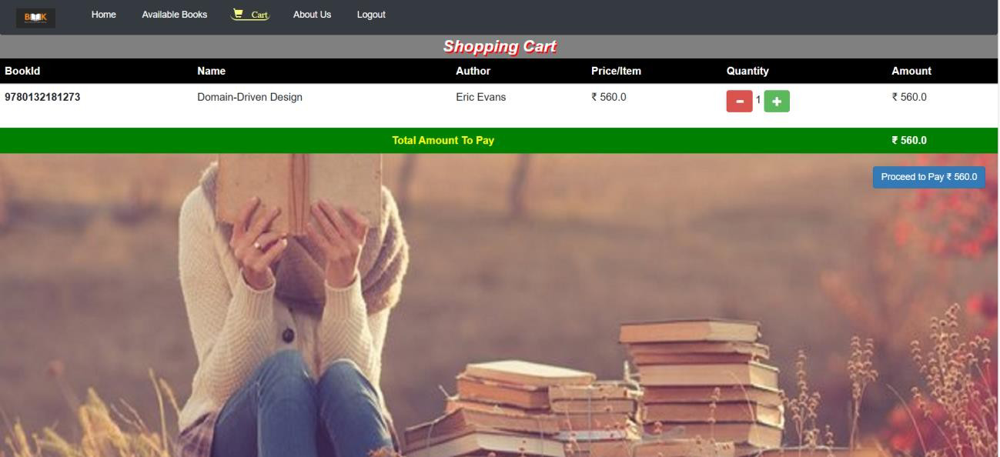 BOOK Home Available Books Cart About Us Logout
Shopping Cart
BookId Name Author Price/Item Quantity Amount
9780132181273 Domain-Driven Design Eric Evans ₹ 560.0 1 ₹ 560.0
Total Amount To Pay ₹ 560.0
Proceed to Pay ₹ 560.0